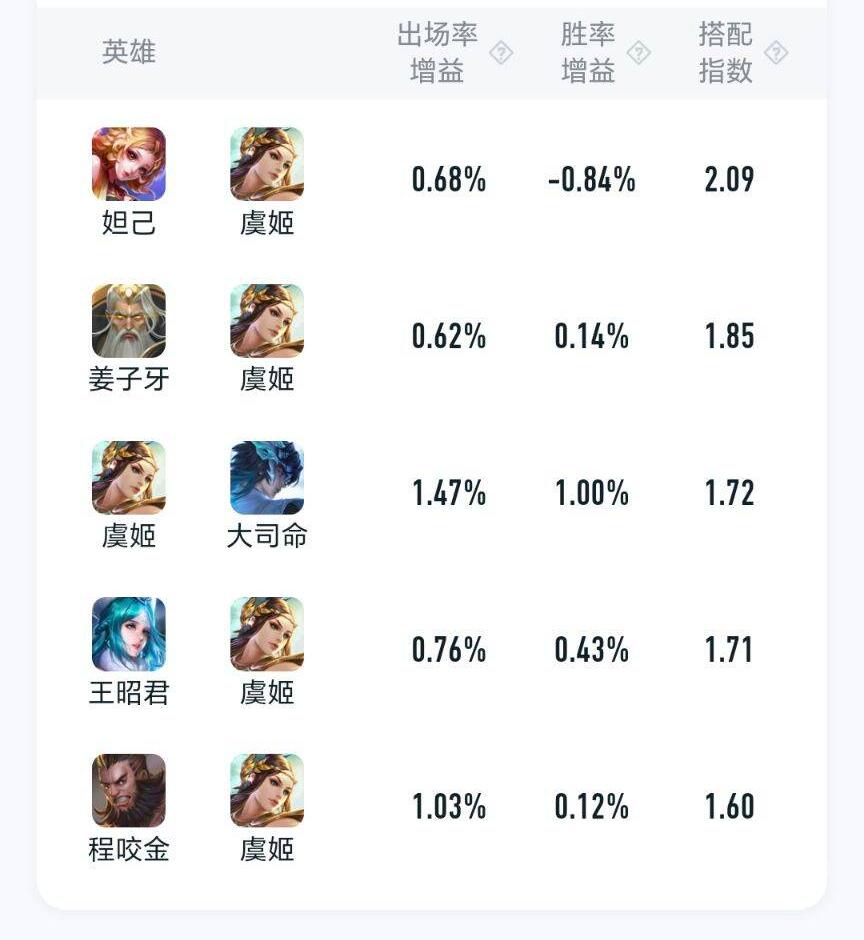 英雄 出场率增益 ? 胜率增益 ? 搭配指数 ?
妲己 虞姬 0.68% -0.84% 2.09
姜子牙 虞姬 0.62% 0.14% 1.85
虞姬 大司命 1.47% 1.00% 1.72
王昭君 虞姬 0.76% 0.43% 1.71
程咬金 虞姬 1.03% 0.12% 1.60